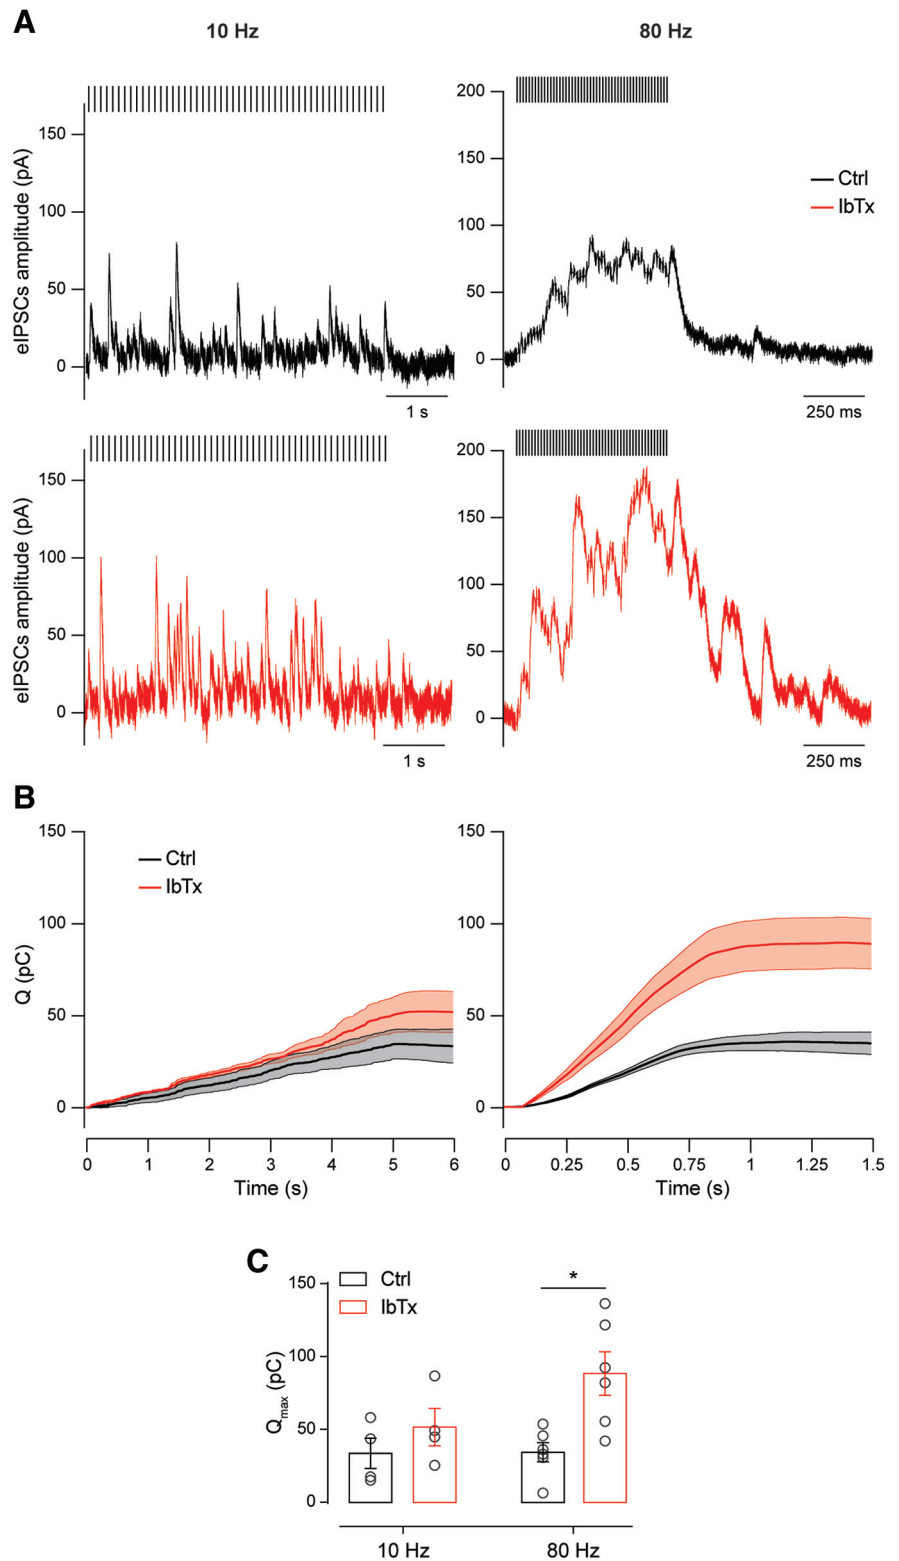 A
10 Hz
80 Hz
eIPSCs amplitude (pA)
150
100
50
0
1 s
200
150
100
50
0
Ctrl
IbTx
250 ms
eIPSCs amplitude (pA)
150
100
50
0
1 s
200
150
100
50
0
250 ms
B
Q (pC)
150
100
50
0
Ctrl
IbTx
0 1 2 3 4 5 6
Time (s)
150
100
50
0
0 0.25 0.5 0.75 1 1.25 1.5
Time (s)
C
Qmax (pC)
150
100
50
0
Ctrl
IbTx
*
10 Hz
80 Hz